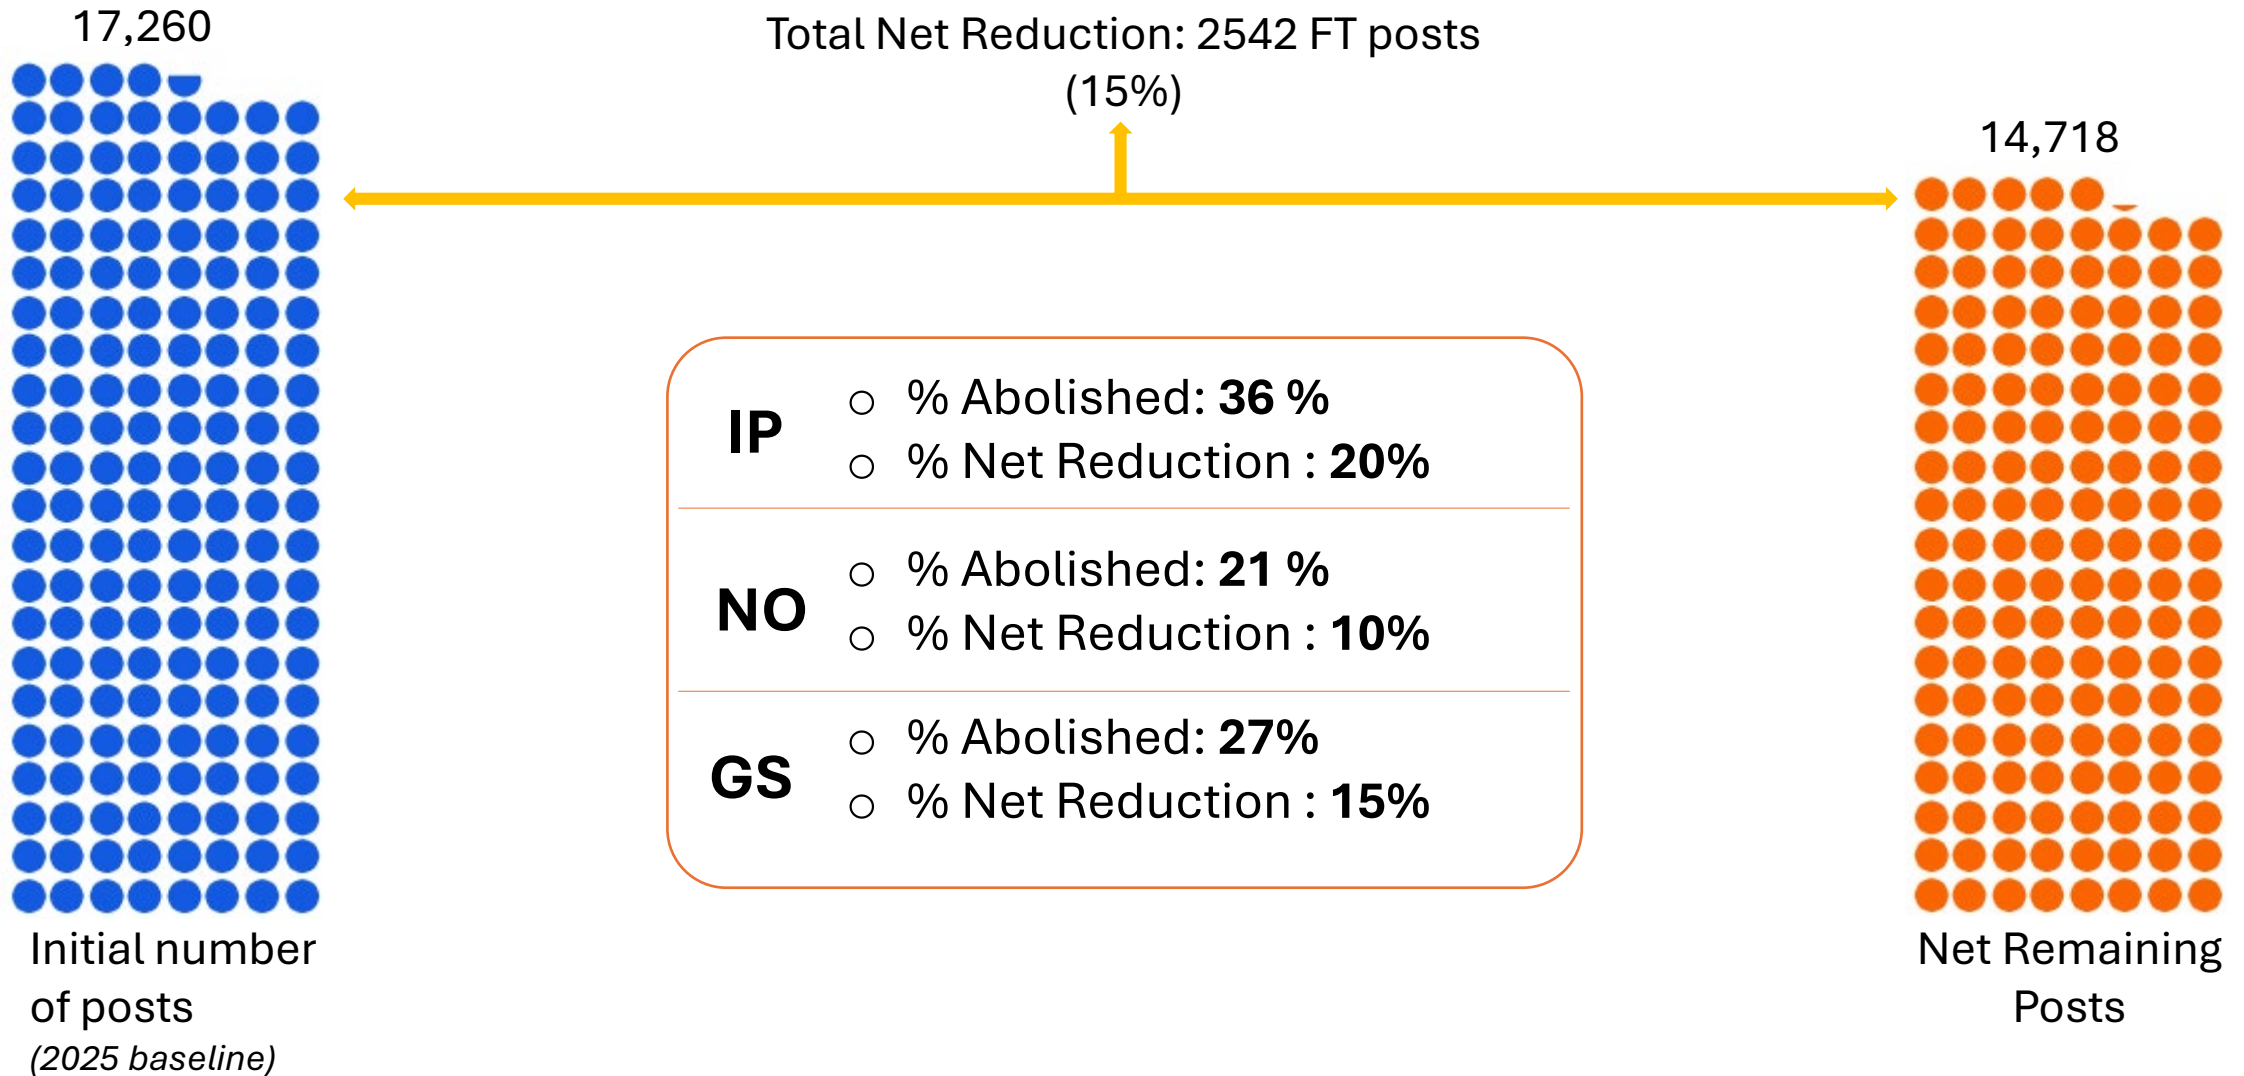 17,260
Total Net Reduction: 2542 FT posts
(15%)
14,718
IP
○ % Abolished: 36 %
○ % Net Reduction : 20%
NO
○ % Abolished: 21 %
○ % Net Reduction : 10%
GS
○ % Abolished: 27%
○ % Net Reduction : 15%
Initial number
of posts
(2025 baseline)
Net Remaining
Posts